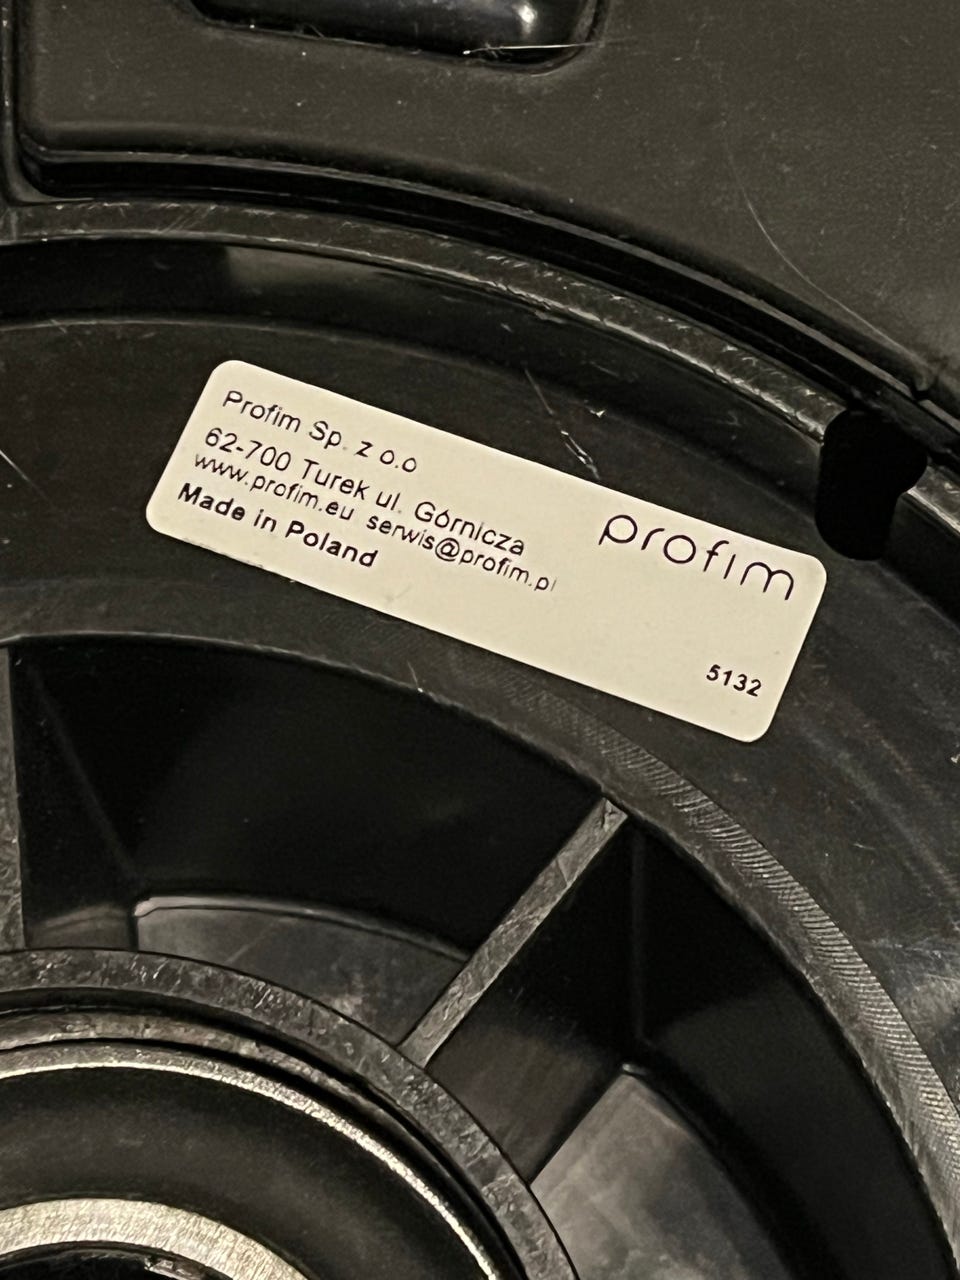 Profim Sp. z o.o
62-700 Turek ul. Górnicza
www.profim.eu serwis@profim.pl
Made in Poland
profim
5132